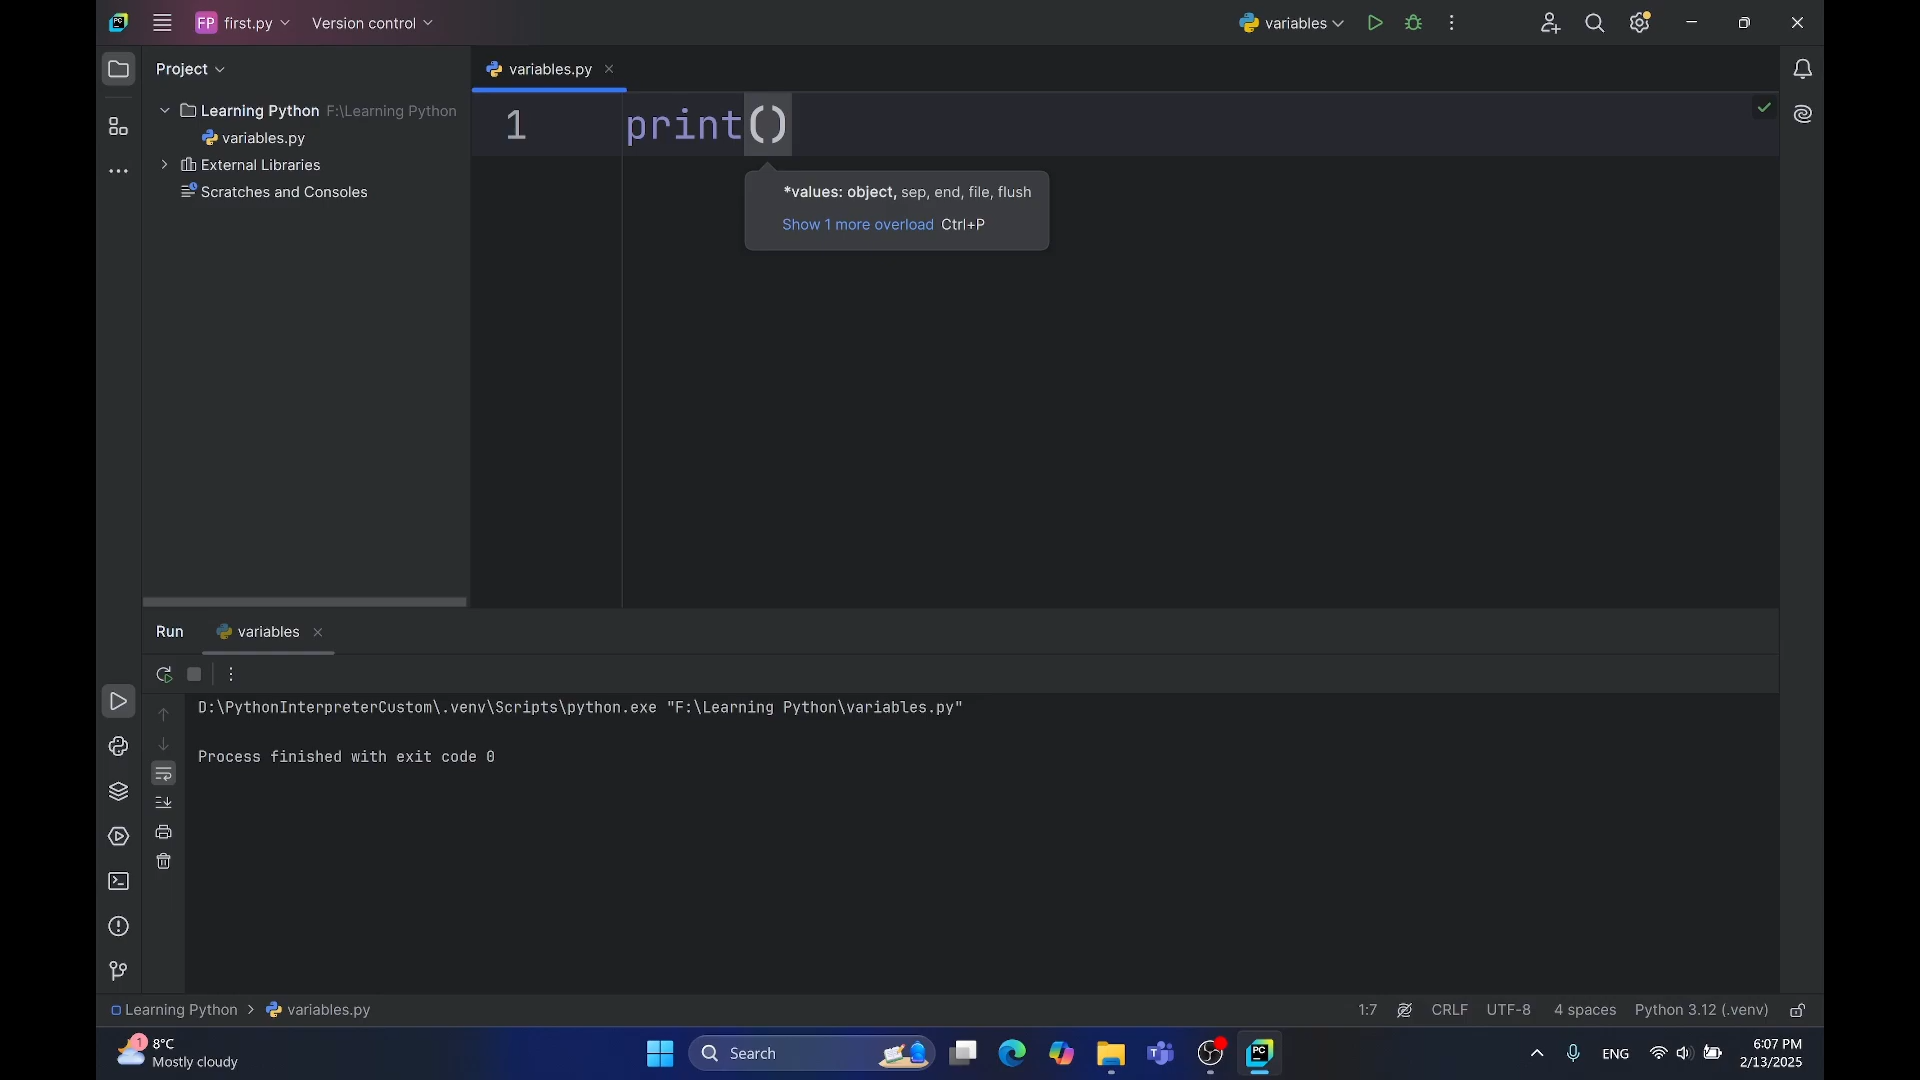 FP first.py Version control variables
Project
variables.py
Learning Python F:\Learning Python
variables.py
External Libraries
Scratches and Consoles
1 print()
*values: object, sep, end, file, flush
Show 1 more overload Ctrl+P
Run variables
D:\PythonInterpreterCustom\.venv\Scripts\python.exe "F:\Learning Python\variables.py"
Process finished with exit code 0
Learning Python > variables.py 1:7 CRLF UTF-8 4 spaces Python 3.12 (.venv)
1 8°C
Mostly cloudy
Search
ENG
6:07 PM
2/13/2025